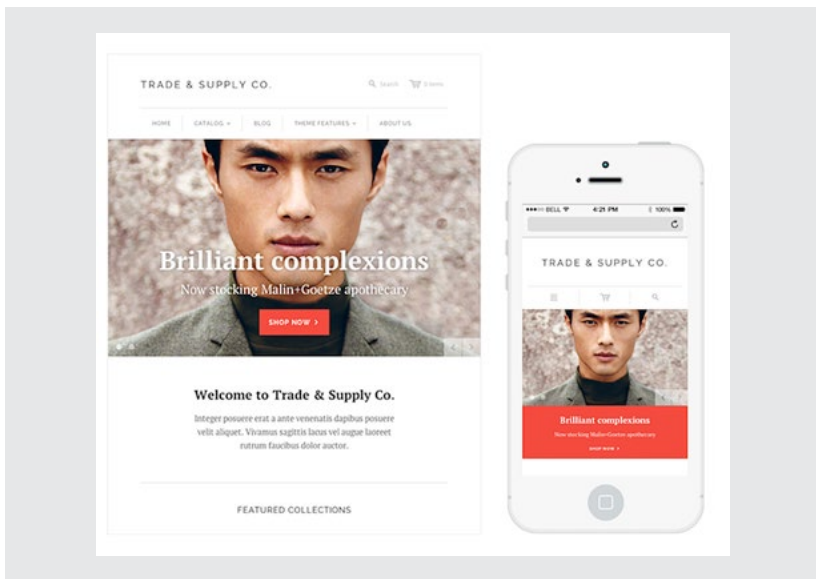 TRADE & SUPPLY CO.
Search
0 items
HOME
CATALOG
BLOG
THEME FEATURES
ABOUT US
Brilliant complexions
Now stocking Malin+Goetze apothecary
SHOP NOW >
Welcome to Trade & Supply Co.
Integer posuere erat a ante venenatis dapibus posuere
velit aliquet. Vivamus sagittis lacus vel augue laoreet
rutrum faucibus dolor auctor.
FEATURED COLLECTIONS
BELL
4:21 PM
100%
TRADE & SUPPLY CO.
Brilliant complexions
Now stocking Malin+Goetze apothecary
SHOP NOW >